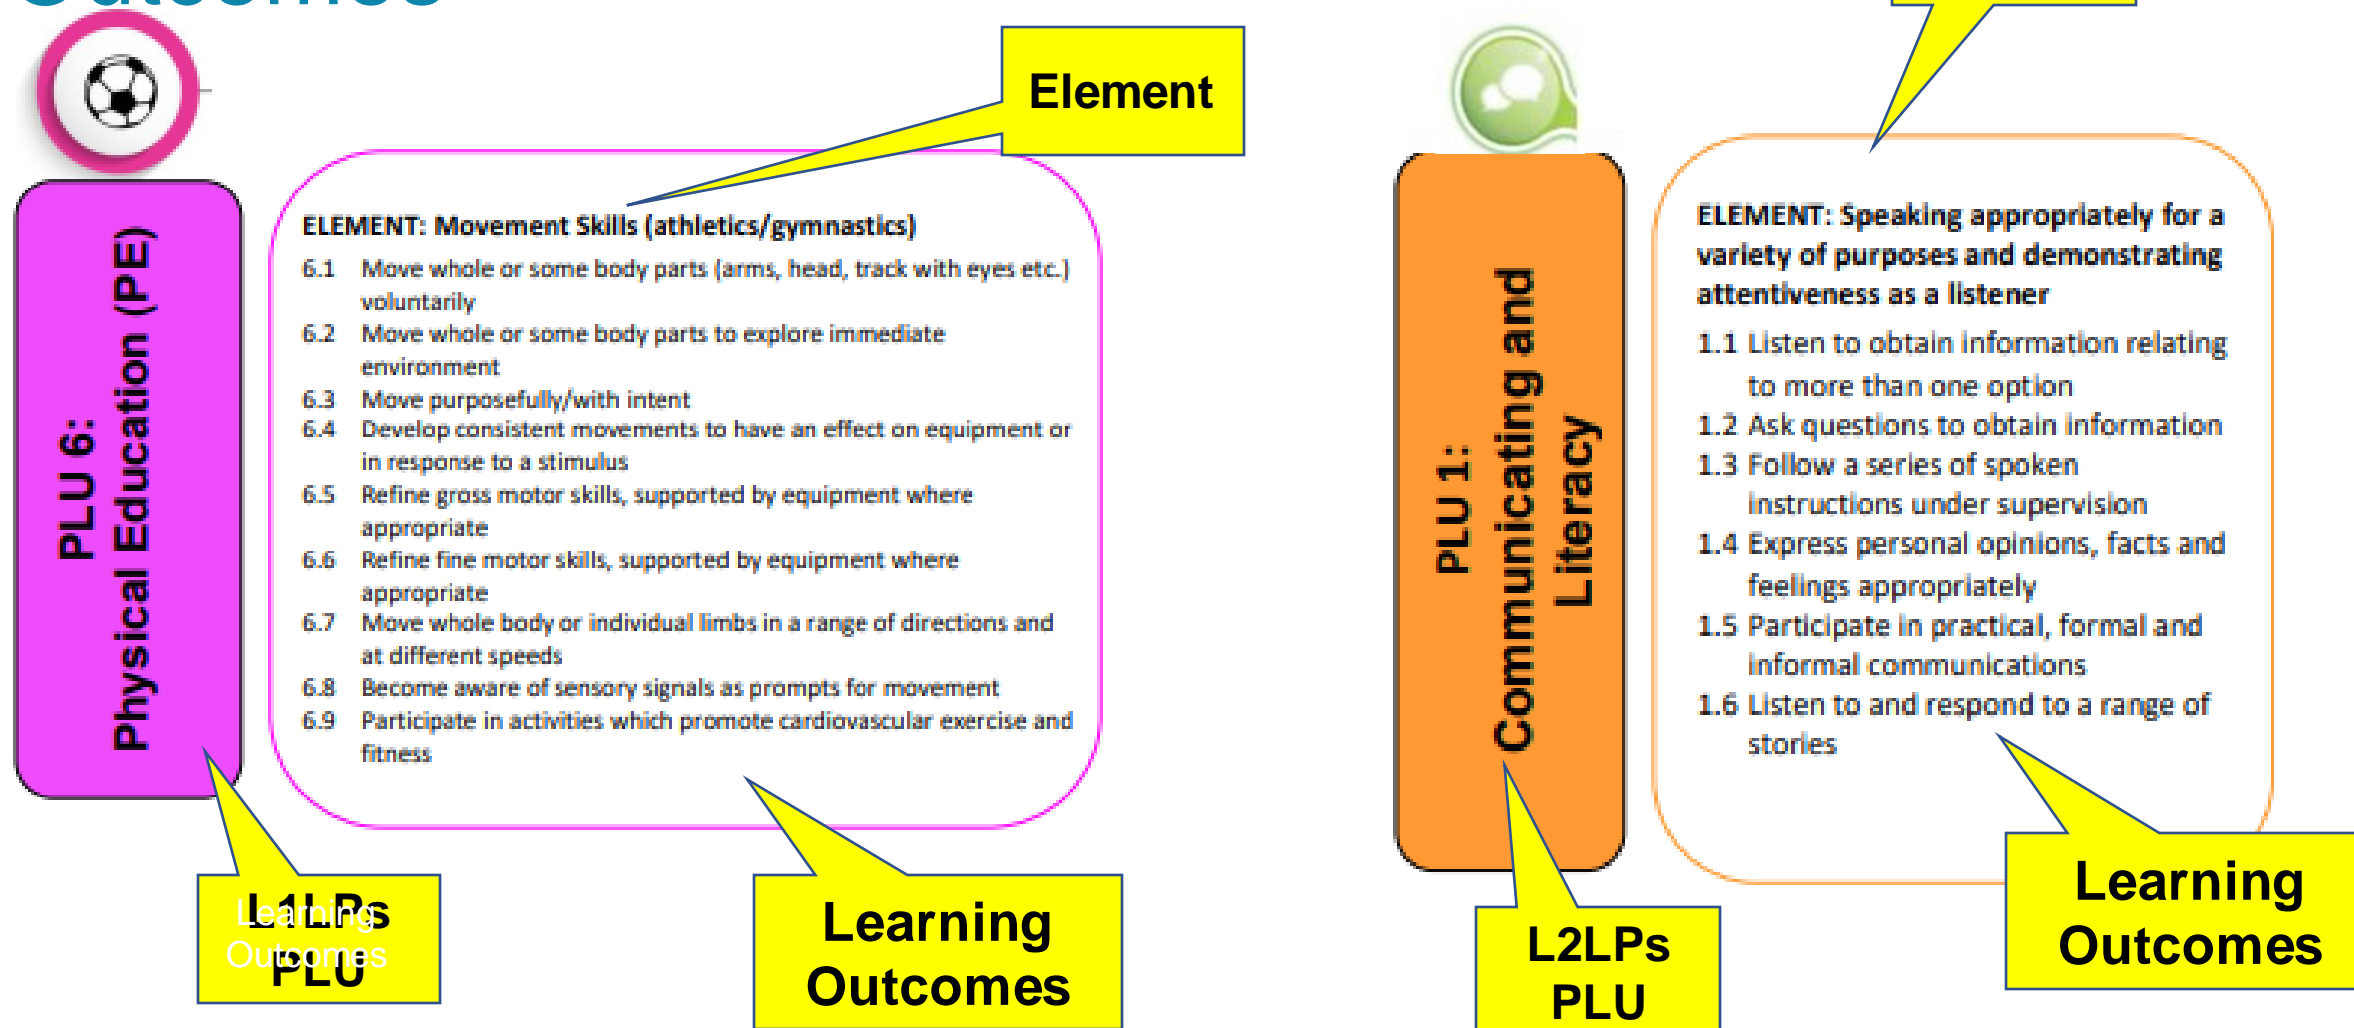 Outcomes
Element
PLU 6:
Physical Education (PE)
ELEMENT: Movement Skills (athletics/gymnastics)
6.1 Move whole or some body parts (arms, head, track with eyes etc.)
voluntarily
6.2 Move whole or some body parts to explore immediate
environment
6.3 Move purposefully/with intent
6.4 Develop consistent movements to have an effect on equipment or
in response to a stimulus
6.5 Refine gross motor skills, supported by equipment where
appropriate
6.6 Refine fine motor skills, supported by equipment where
appropriate
6.7 Move whole body or individual limbs in a range of directions and
at different speeds
6.8 Become aware of sensory signals as prompts for movement
6.9 Participate in activities which promote cardiovascular exercise and
fitness
L1LPs
PLU
Learning
Outcomes
Learning
Outcomes
PLU 1:
Communicating and
Literacy
ELEMENT: Speaking appropriately for a
variety of purposes and demonstrating
attentiveness as a listener
1.1 Listen to obtain information relating
to more than one option
1.2 Ask questions to obtain information
1.3 Follow a series of spoken
instructions under supervision
1.4 Express personal opinions, facts and
feelings appropriately
1.5 Participate in practical, formal and
informal communications
1.6 Listen to and respond to a range of
stories
L2LPs
PLU
Learning
Outcomes